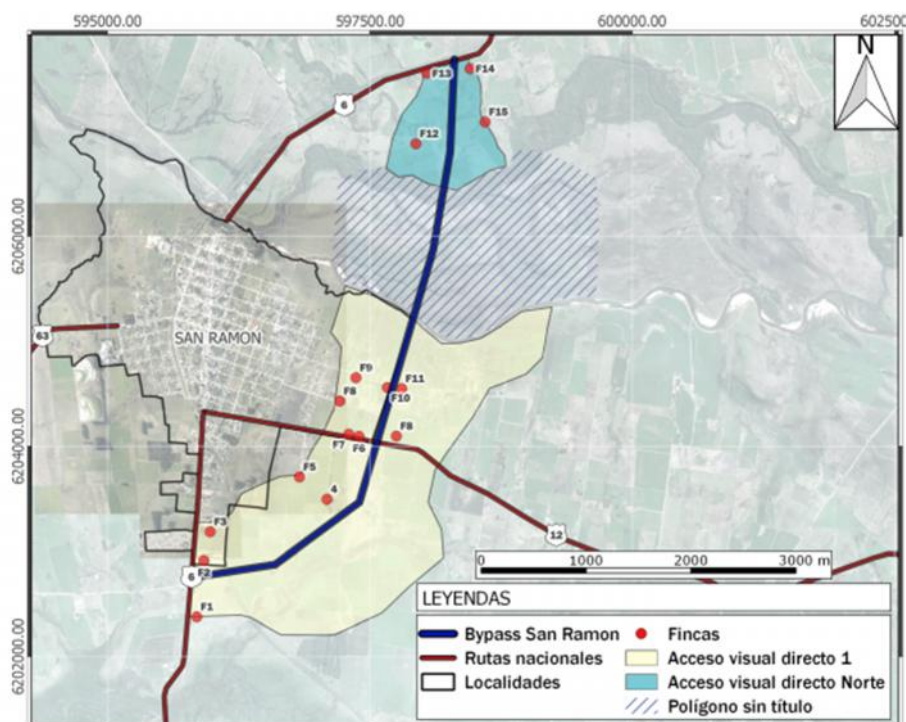 595000.00
597500.00
600000.00
602500.00
N
F13
F14
6
F15
F12
6206000.00
63
SAN RAMON
F9
F11
F8
F10
F7
F6
F8
6204000.00
F5
4
F3
12
F2
6
0 1000 2000 3000 m
F1
6202000.00
LEYENDAS
Bypass San Ramon
Fincas
Rutas nacionales
Acceso visual directo 1
Localidades
Acceso visual directo Norte
Polígono sin título